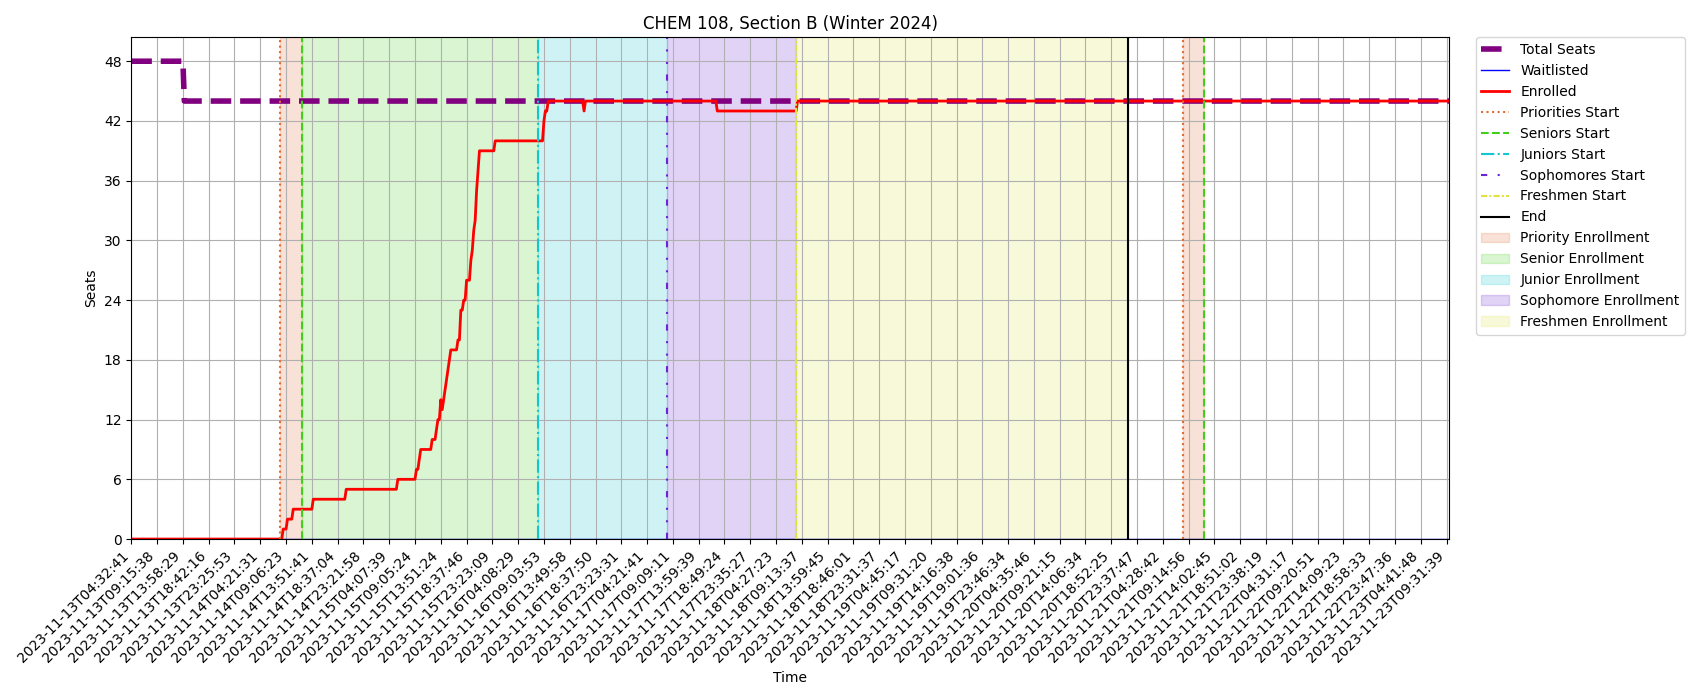 CHEM 108, Section B (Winter 2024)
Total Seats
Waitlisted
Enrolled
Priorities Start
Seniors Start
Juniors Start
Sophomores Start
Freshmen Start
End
Priority Enrollment
Senior Enrollment
Junior Enrollment
Sophomore Enrollment
Freshmen Enrollment
Seats
48
42
36
30
24
18
12
6
0
2023-11-13T04:32:41
2023-11-13T09:15:38
2023-11-13T13:58:29
2023-11-13T18:42:16
2023-11-13T23:25:53
2023-11-14T04:21:31
2023-11-14T09:06:23
2023-11-14T13:51:41
2023-11-14T18:37:04
2023-11-14T23:21:58
2023-11-15T04:07:39
2023-11-15T09:05:24
2023-11-15T13:51:24
2023-11-15T18:37:46
2023-11-15T23:23:09
2023-11-16T04:08:29
2023-11-16T09:03:53
2023-11-16T13:49:58
2023-11-16T18:37:50
2023-11-16T23:23:31
2023-11-17T04:21:41
2023-11-17T09:09:11
2023-11-17T13:59:39
2023-11-17T18:49:24
2023-11-17T23:35:27
2023-11-18T04:27:23
2023-11-18T09:13:37
2023-11-18T13:59:45
2023-11-18T18:46:01
2023-11-18T23:31:37
2023-11-19T04:45:17
2023-11-19T09:31:20
2023-11-19T14:16:38
2023-11-19T19:01:36
2023-11-19T23:46:34
2023-11-20T04:35:46
2023-11-20T09:21:15
2023-11-20T14:06:34
2023-11-20T18:52:25
2023-11-20T23:37:47
2023-11-21T04:28:42
2023-11-21T09:14:56
2023-11-21T14:02:45
2023-11-21T18:51:02
2023-11-21T23:38:19
2023-11-22T04:31:17
2023-11-22T09:20:51
2023-11-22T14:09:23
2023-11-22T18:58:33
2023-11-22T23:47:36
2023-11-23T04:41:48
2023-11-23T09:31:39
Time